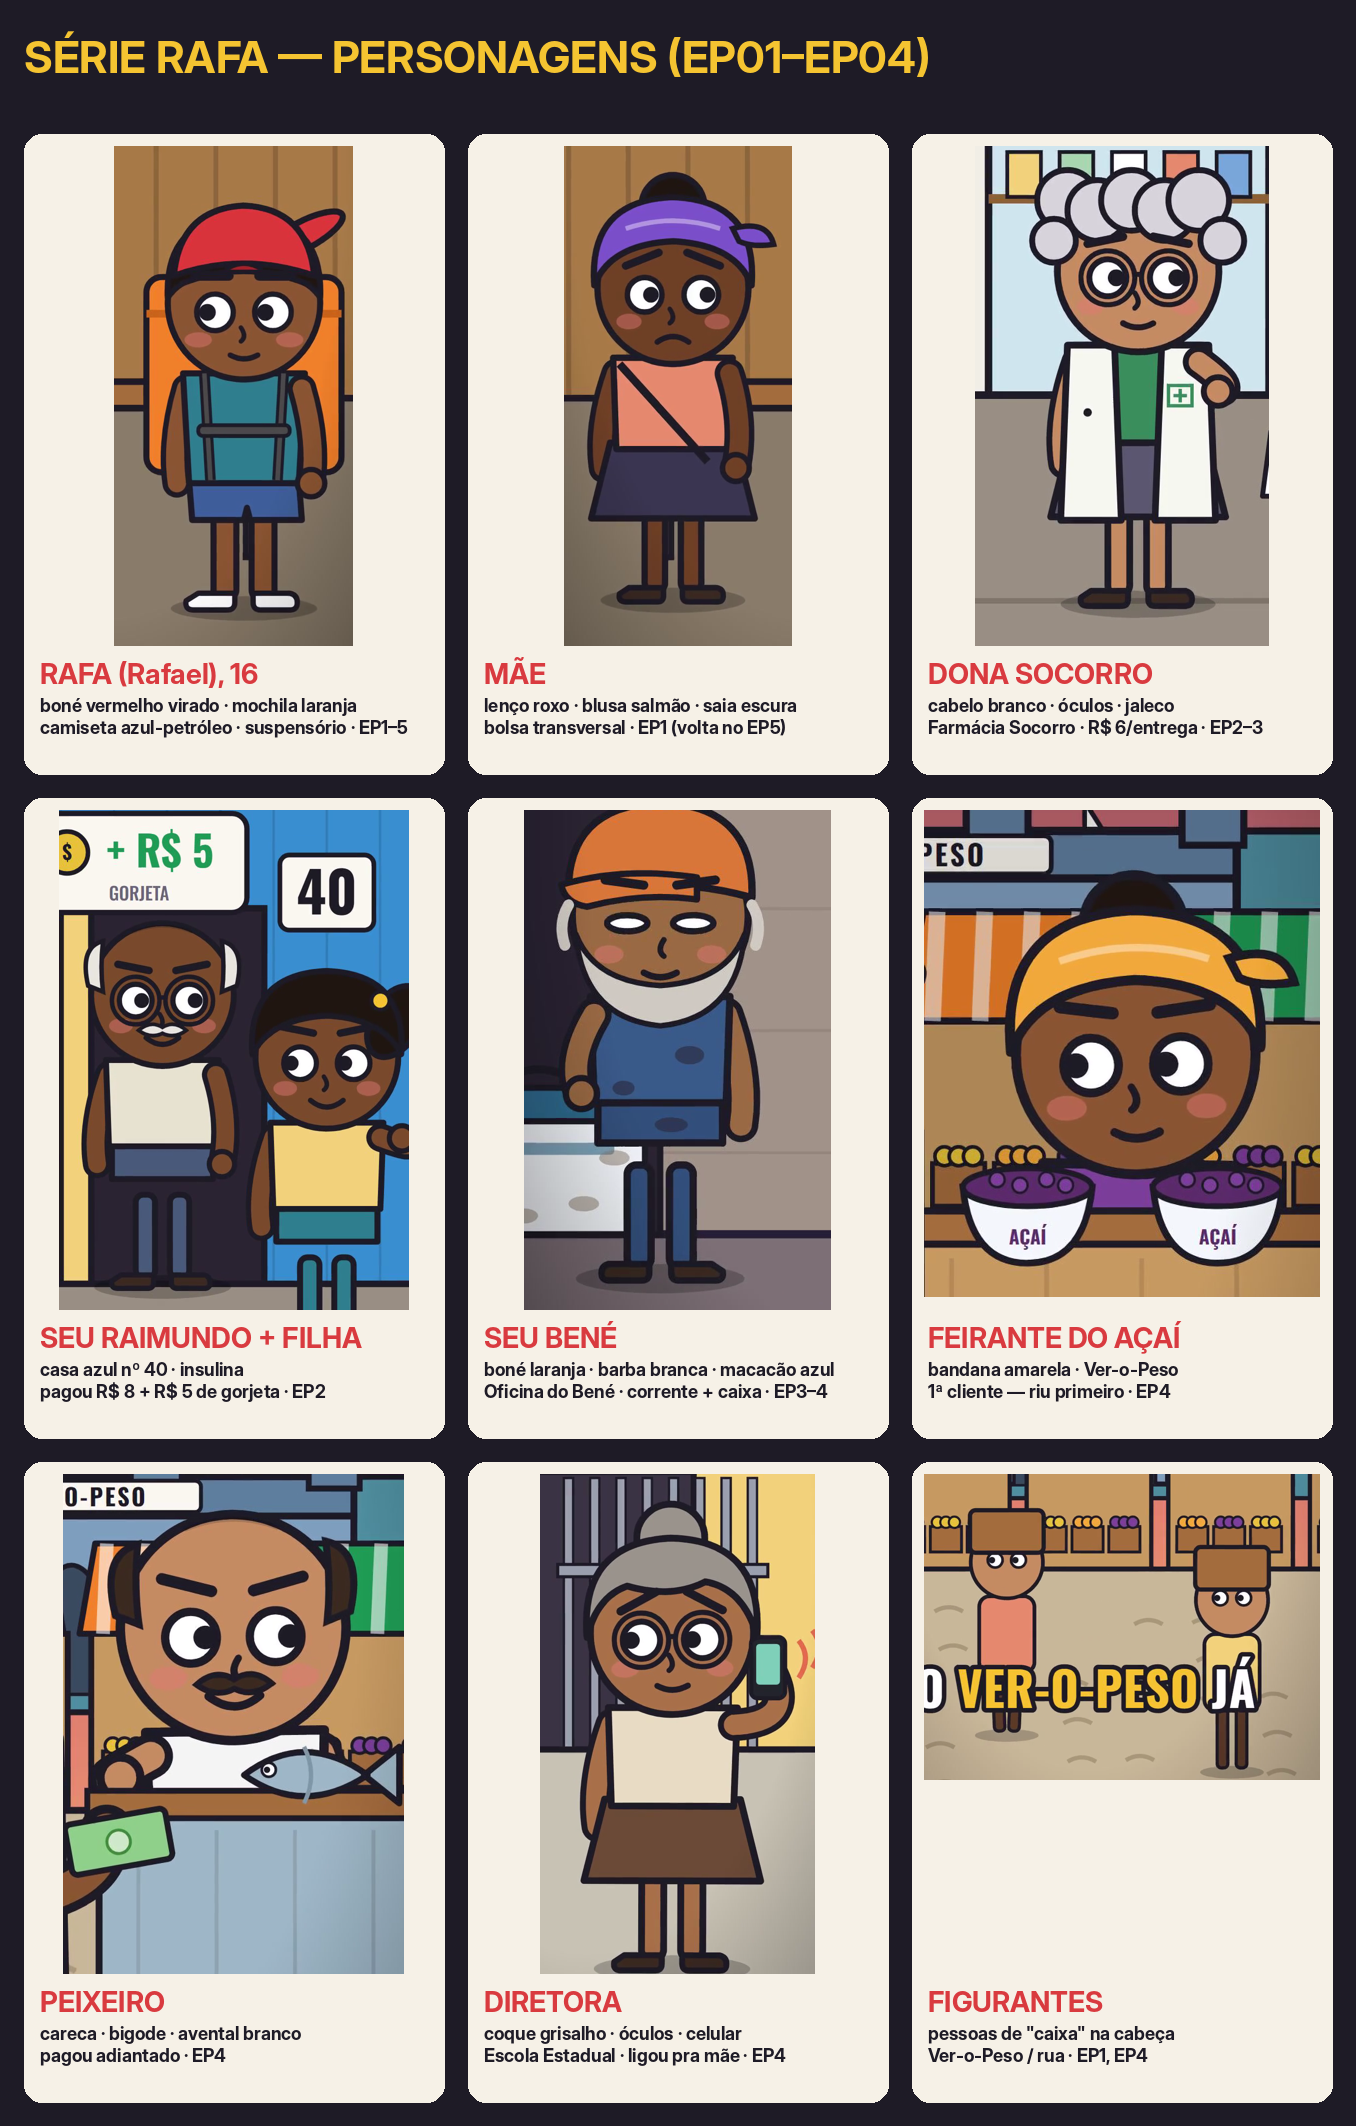 SÉRIE RAFA — PERSONAGENS (EP01–EP04)
RAFA (Rafael), 16
boné vermelho virado · mochila laranja
camiseta azul-petróleo · suspensório · EP1–5
MÃE
lenço roxo · blusa salmão · saia escura
bolsa transversal · EP1 (volta no EP5)
DONA SOCORRO
cabelo branco · óculos · jaleco
Farmácia Socorro · R$ 6/entrega · EP2–3
$ + R$ 5
GORJETA
40
SEU RAIMUNDO + FILHA
casa azul nº 40 · insulina
pagou R$ 8 + R$ 5 de gorjeta · EP2
SEU BENÉ
boné laranja · barba branca · macacão azul
Oficina do Bené · corrente + caixa · EP3–4
PESO
AÇAÍ AÇAÍ
FEIRANTE DO AÇAÍ
bandana amarela · Ver-o-Peso
1ª cliente — riu primeiro · EP4
O-PESO
PEIXEIRO
careca · bigode · avental branco
pagou adiantado · EP4
DIRETORA
coque grisalho · óculos · celular
Escola Estadual · ligou pra mãe · EP4
O VER-O-PESO JÁ
FIGURANTES
pessoas de "caixa" na cabeça
Ver-o-Peso / rua · EP1, EP4